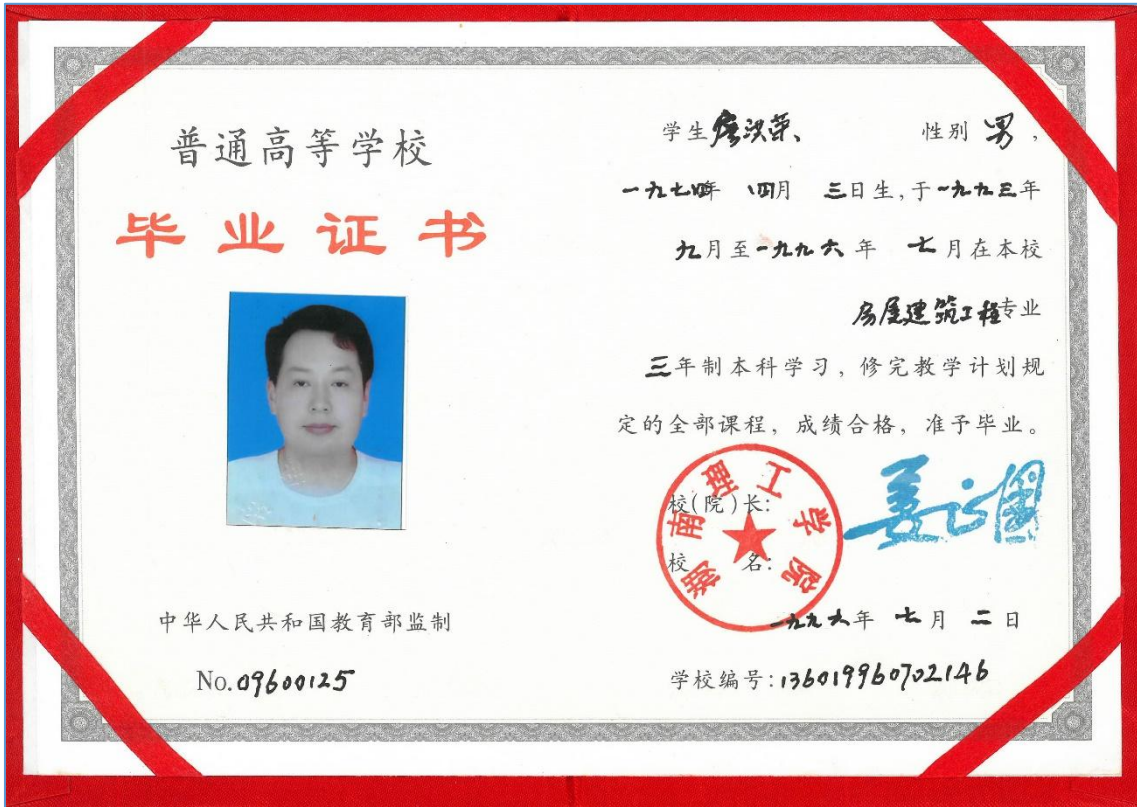 普通高等学校
毕业证书
中华人民共和国教育部监制
No.09600125
学生唐洪荣、 性别 男，
一九七四年 四月 三日生，于一九九三年
九月至一九九六年 七月在本校
房屋建筑工程专业
三年制本科学习，修完教学计划规
定的全部课程，成绩合格，准予毕业。
校(院)长：
校 名：
湖南理工学院
一九九六年 七月 二日
学校编号：136019960702146